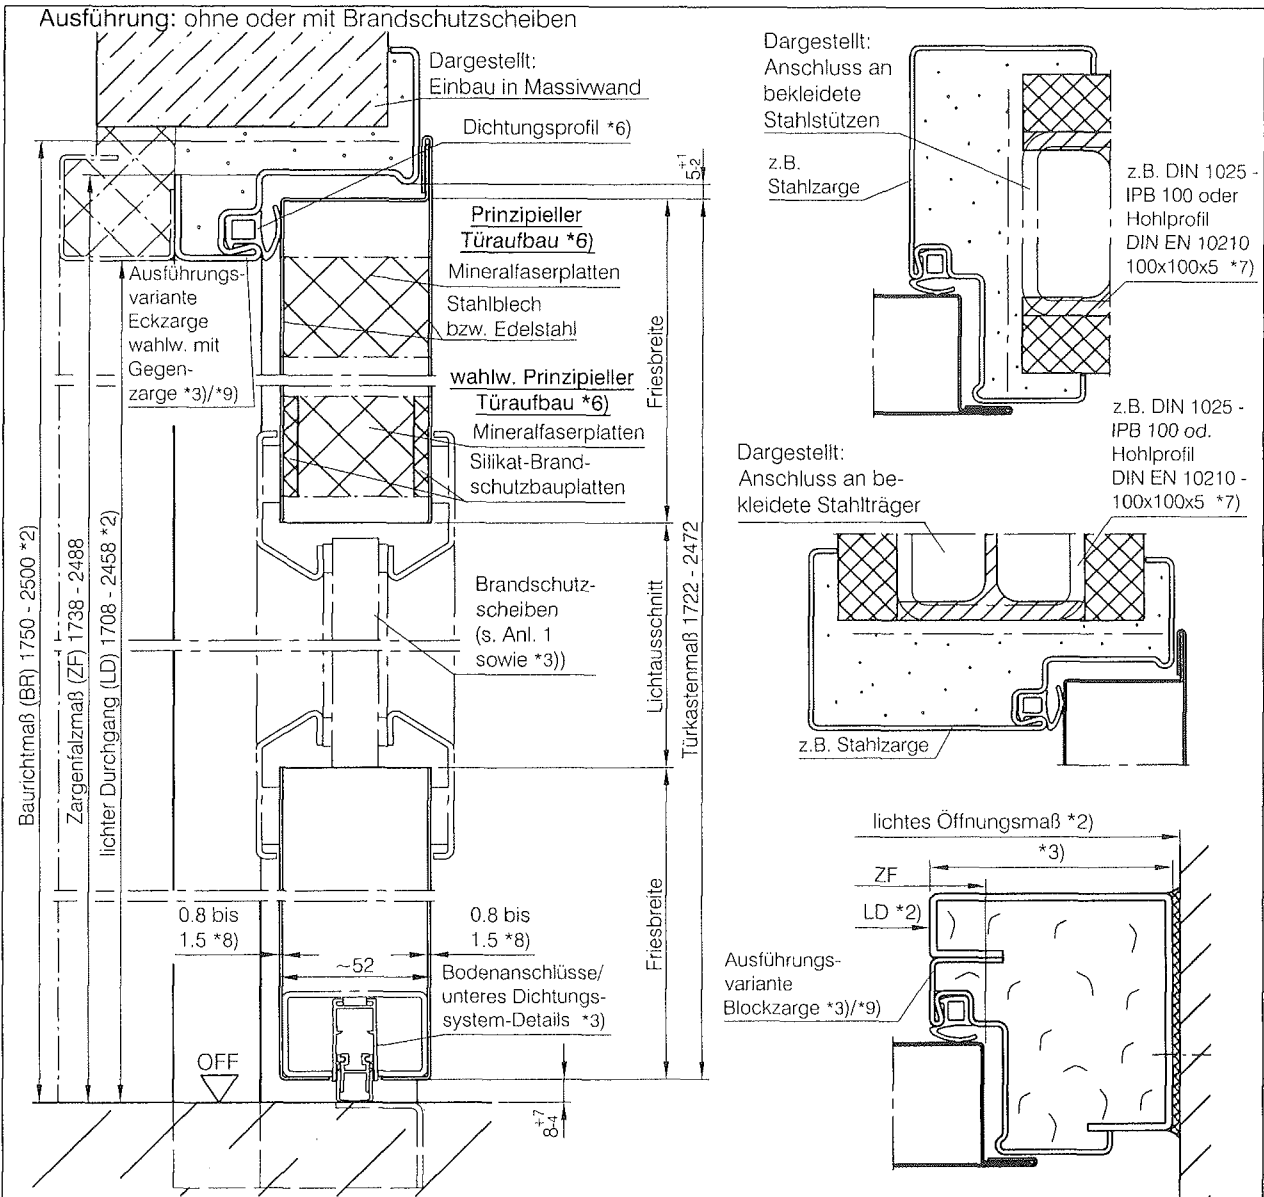 Ausführung: ohne oder mit Brandschutzscheiben
Dargestellt:
Einbau in Massivwand
Dichtungsprofil *6)
5 +1 -2
Prinzipieller
Türaufbau *6)
Mineralfaserplatten
Stahlblech
bzw. Edelstahl
Ausführungs-
variante
Eckzarge
wahlw. mit
Gegen-
zarge *3)/*9)
wahlw. Prinzipieller
Türaufbau *6)
Mineralfaserplatten
Silikat-Brand-
schutzbauplatten
Friesbreite
Baurichtmaß (BR) 1750 - 2500 *2)
Zargenfalzmaß (ZF) 1738 - 2488
lichter Durchgang (LD) 1708 - 2458 *2)
Brandschutz-
scheiben
(s. Anl. 1
sowie *3))
Lichtausschnitt
Türkastenmaß 1722 - 2472
Friesbreite
0.8 bis
1.5 *8)
0.8 bis
1.5 *8)
~52
Bodenanschlüsse/
unteres Dichtungs-
system-Details *3)
OFF
8 +7 -4
Dargestellt:
Anschluss an
bekleidete
Stahlstützen
z.B.
Stahlzarge
z.B. DIN 1025 -
IPB 100 oder
Hohlprofil
DIN EN 10210
100x100x5 *7)
Dargestellt:
Anschluss an be-
kleidete Stahlträger
z.B. DIN 1025 -
IPB 100 od.
Hohlprofil
DIN EN 10210 -
100x100x5 *7)
z.B. Stahlzarge
lichtes Öffnungsmaß *2)
*3)
ZF
LD *2)
Ausführungs-
variante
Blockzarge *3)/*9)